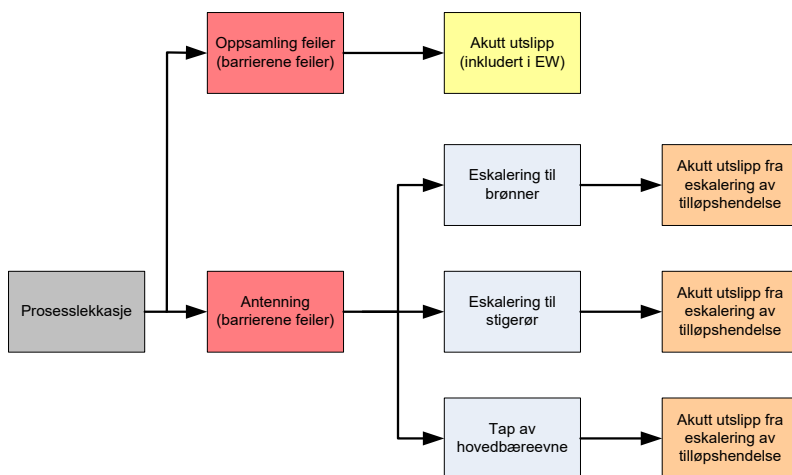 Oppsamling feiler
(barrierene feiler)
Akutt utslipp
(inkludert i EW)
Eskalering til
brønner
Akutt utslipp fra
eskalering av
tilløpshendelse
Prosesslekkasje
Antenning
(barrierene feiler)
Eskalering til
stigerør
Akutt utslipp fra
eskalering av
tilløpshendelse
Tap av
hovedbæreevne
Akutt utslipp fra
eskalering av
tilløpshendelse